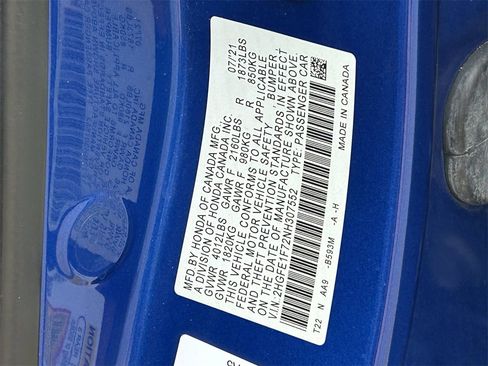 MFD BY HONDA OF CANADA MFG. 07/21
A DIVISION OF HONDA CANADA INC.
GVWR 4012LBS GAWR F 2160LBS R 1873LBS
GVWR 1820KG GAWR F 980KG R 850KG
THIS VEHICLE CONFORMS TO ALL APPLICABLE
FEDERAL MOTOR VEHICLE SAFETY BUMPER,
AND THEFT PREVENTION STANDARDS IN EFFECT
ON THE DATE OF MANUFACTURE SHOWN ABOVE.
V.I.N: 2HGFE1F72NH307552 TYPE: PASSENGER CAR
T22 N AA9 -B593M -A -H MADE IN CANADA